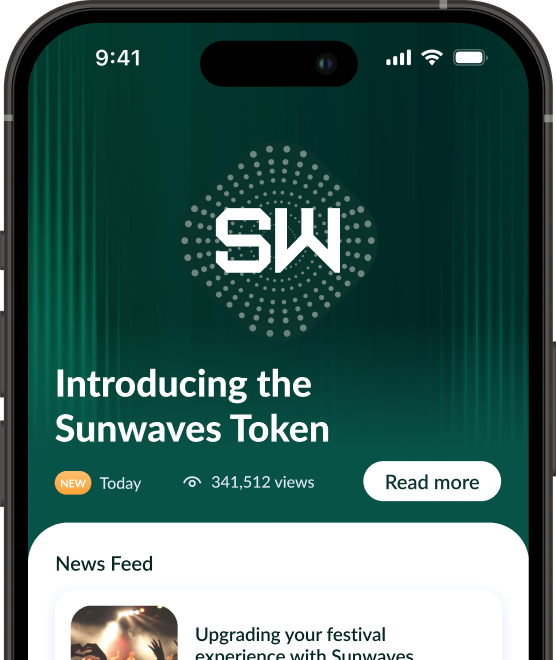 9:41
SW
Introducing the
Sunwaves Token
NEW Today 341,512 views Read more
News Feed
Upgrading your festival
experience with Sunwaves